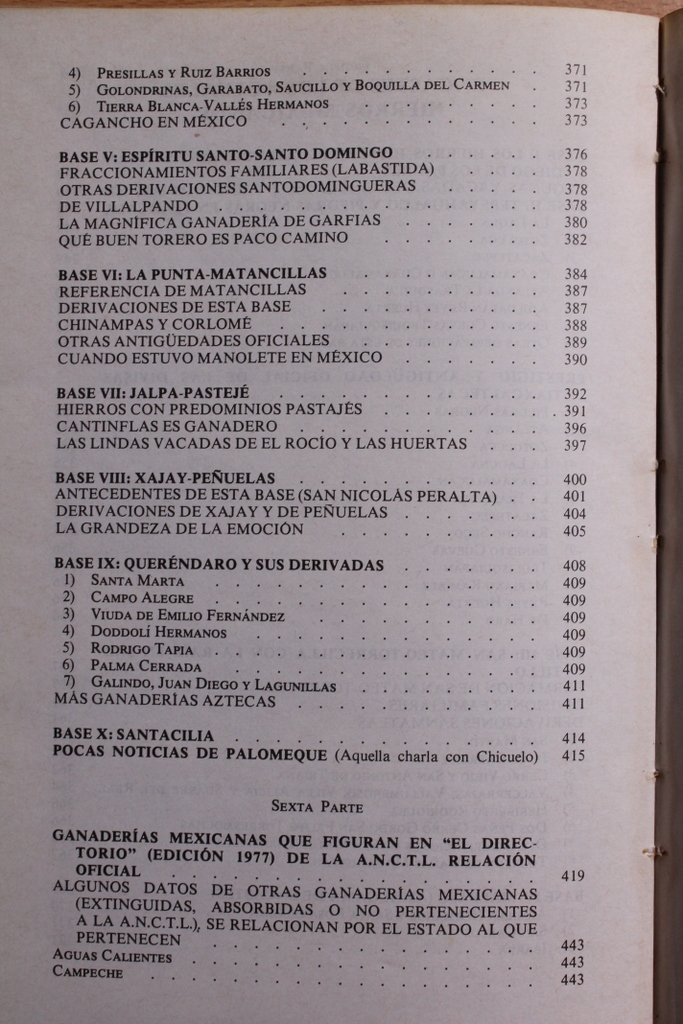 4) PRESILLAS Y RUIZ BARRIOS . . . . . . . . . . . . 371
5) GOLONDRINAS, GARABATO, SAUCILLO Y BOQUILLA DEL CARMEN . 371
6) TIERRA BLANCA-VALLÉS HERMANOS . . . . . . . . . 373
CAGANCHO EN MÉXICO . . . . . . . . . . . . . 373
BASE V: ESPÍRITU SANTO-SANTO DOMINGO . . . . . . 376
FRACCIONAMIENTOS FAMILIARES (LABASTIDA) . . . . . 378
OTRAS DERIVACIONES SANTODOMINGUERAS . . . . . . 378
DE VILLALPANDO . . . . . . . . . . . . . . . . 378
LA MAGNÍFICA GANADERÍA DE GARFIAS . . . . . . . . 380
QUÉ BUEN TORERO ES PACO CAMINO . . . . . . . . 382
BASE VI: LA PUNTA-MATANCILLAS . . . . . . . . . 384
REFERENCIA DE MATANCILLAS . . . . . . . . . . 387
DERIVACIONES DE ESTA BASE . . . . . . . . . . . 387
CHINAMPAS Y CORLOMÉ . . . . . . . . . . . . . 388
OTRAS ANTIGÜEDADES OFICIALES . . . . . . . . . . 389
CUANDO ESTUVO MANOLETE EN MÉXICO . . . . . . . 390
BASE VII: JALPA-PASTEJÉ . . . . . . . . . . . . 392
HIERROS CON PREDOMINIOS PASTAJÉS . . . . . . . . 391
CANTINFLAS ES GANADERO . . . . . . . . . . . 396
LAS LINDAS VACADAS DE EL ROCÍO Y LAS HUERTAS . . . 397
BASE VIII: XAJAY-PEÑUELAS . . . . . . . . . . . 400
ANTECEDENTES DE ESTA BASE (SAN NICOLÁS PERALTA) . . 401
DERIVACIONES DE XAJAY Y DE PEÑUELAS . . . . . . . 404
LA GRANDEZA DE LA EMOCIÓN . . . . . . . . . . 405
BASE IX: QUERÉNDARO Y SUS DERIVADAS . . . . . . . 408
1) SANTA MARTA . . . . . . . . . . . . . . . . 409
2) CAMPO ALEGRE . . . . . . . . . . . . . . . . 409
3) VIUDA DE EMILIO FERNÁNDEZ . . . . . . . . . . . 409
4) DODDOLÍ HERMANOS . . . . . . . . . . . . . . 409
5) RODRIGO TAPIA . . . . . . . . . . . . . . . . 409
6) PALMA CERRADA . . . . . . . . . . . . . . . 409
7) GALINDO, JUAN DIEGO Y LAGUNILLAS . . . . . . . . . 411
MÁS GANADERÍAS AZTECAS . . . . . . . . . . . . 411
BASE X: SANTACILIA . . . . . . . . . . . . . . 414
POCAS NOTICIAS DE PALOMEQUE (Aquella charla con Chicuelo) 415
SEXTA PARTE
GANADERÍAS MEXICANAS QUE FIGURAN EN "EL DIREC-
TORIO" (EDICIÓN 1977) DE LA A.N.C.T.L. RELACIÓN
OFICIAL . . . . . . . . . . . . . . . . . . 419
ALGUNOS DATOS DE OTRAS GANADERÍAS MEXICANAS
(EXTINGUIDAS, ABSORBIDAS O NO PERTENECIENTES
A LA A.N.C.T.L.), SE RELACIONAN POR EL ESTADO AL QUE
PERTENECEN . . . . . . . . . . . . . . . . . 443
AGUAS CALIENTES . . . . . . . . . . . . . . . . . 443
CAMPECHE . . . . . . . . . . . . . . . . . . . 443